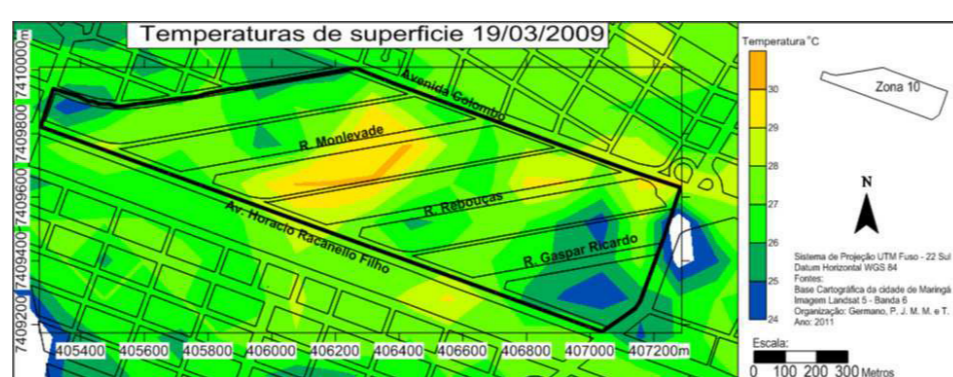 Temperaturas de superficie 19/03/2009
7410000m
7409800
7409600
7409400
7409200
Avenida Colombo
R. Monlevade
R. Rebouças
Av. Horacio Racanello Filho
R. Gaspar Ricardo
405400 405600 405800 406000 406200 406400 406600 406800 407000 407200m
Temperatura °C
30
29
28
27
26
25
24
Zona 10
N
Sistema de Projeção UTM Fuso - 22 Sul
Datum Horizontal WGS 84
Fontes:
Base Cartográfica da cidade de Maringá
Imagem Landsat 5 - Banda 6
Organização: Germano, P. J. M. M. e T.
Ano: 2011
Escala:
0 100 200 300 Metros